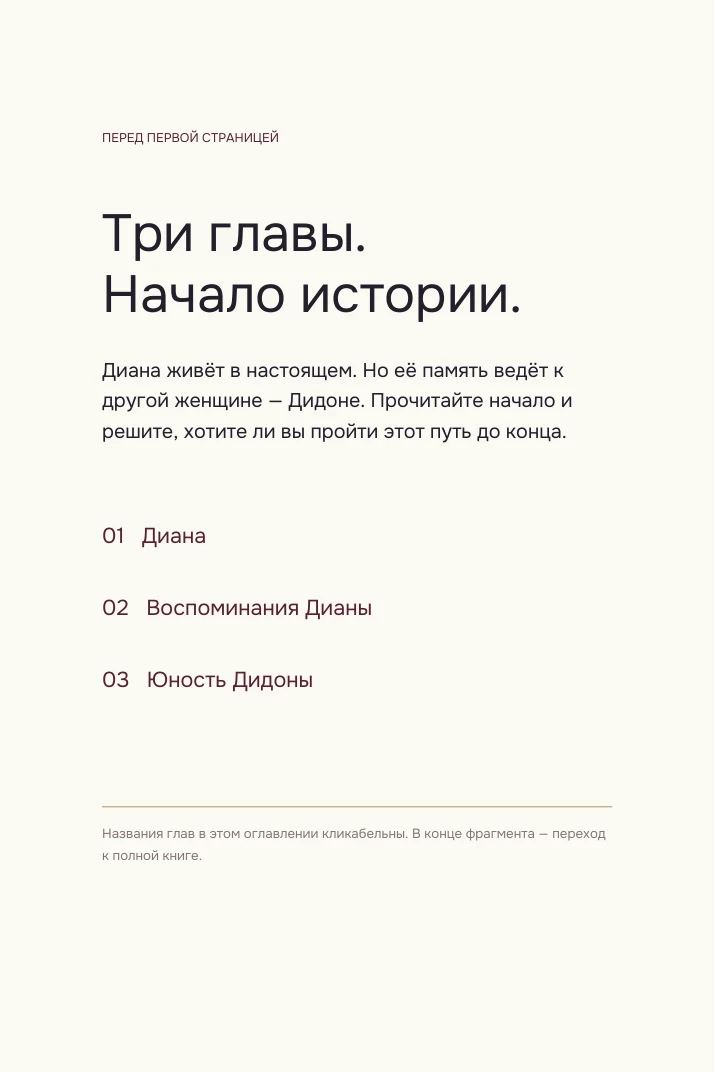 ПЕРЕД ПЕРВОЙ СТРАНИЦЕЙ
Три главы.
Начало истории.
Диана живёт в настоящем. Но её память ведёт к
другой женщине — Дидоне. Прочитайте начало и
решите, хотите ли вы пройти этот путь до конца.
01 Диана
02 Воспоминания Дианы
03 Юность Дидоны
Названия глав в этом оглавлении кликабельны. В конце фрагмента — переход
к полной книге.